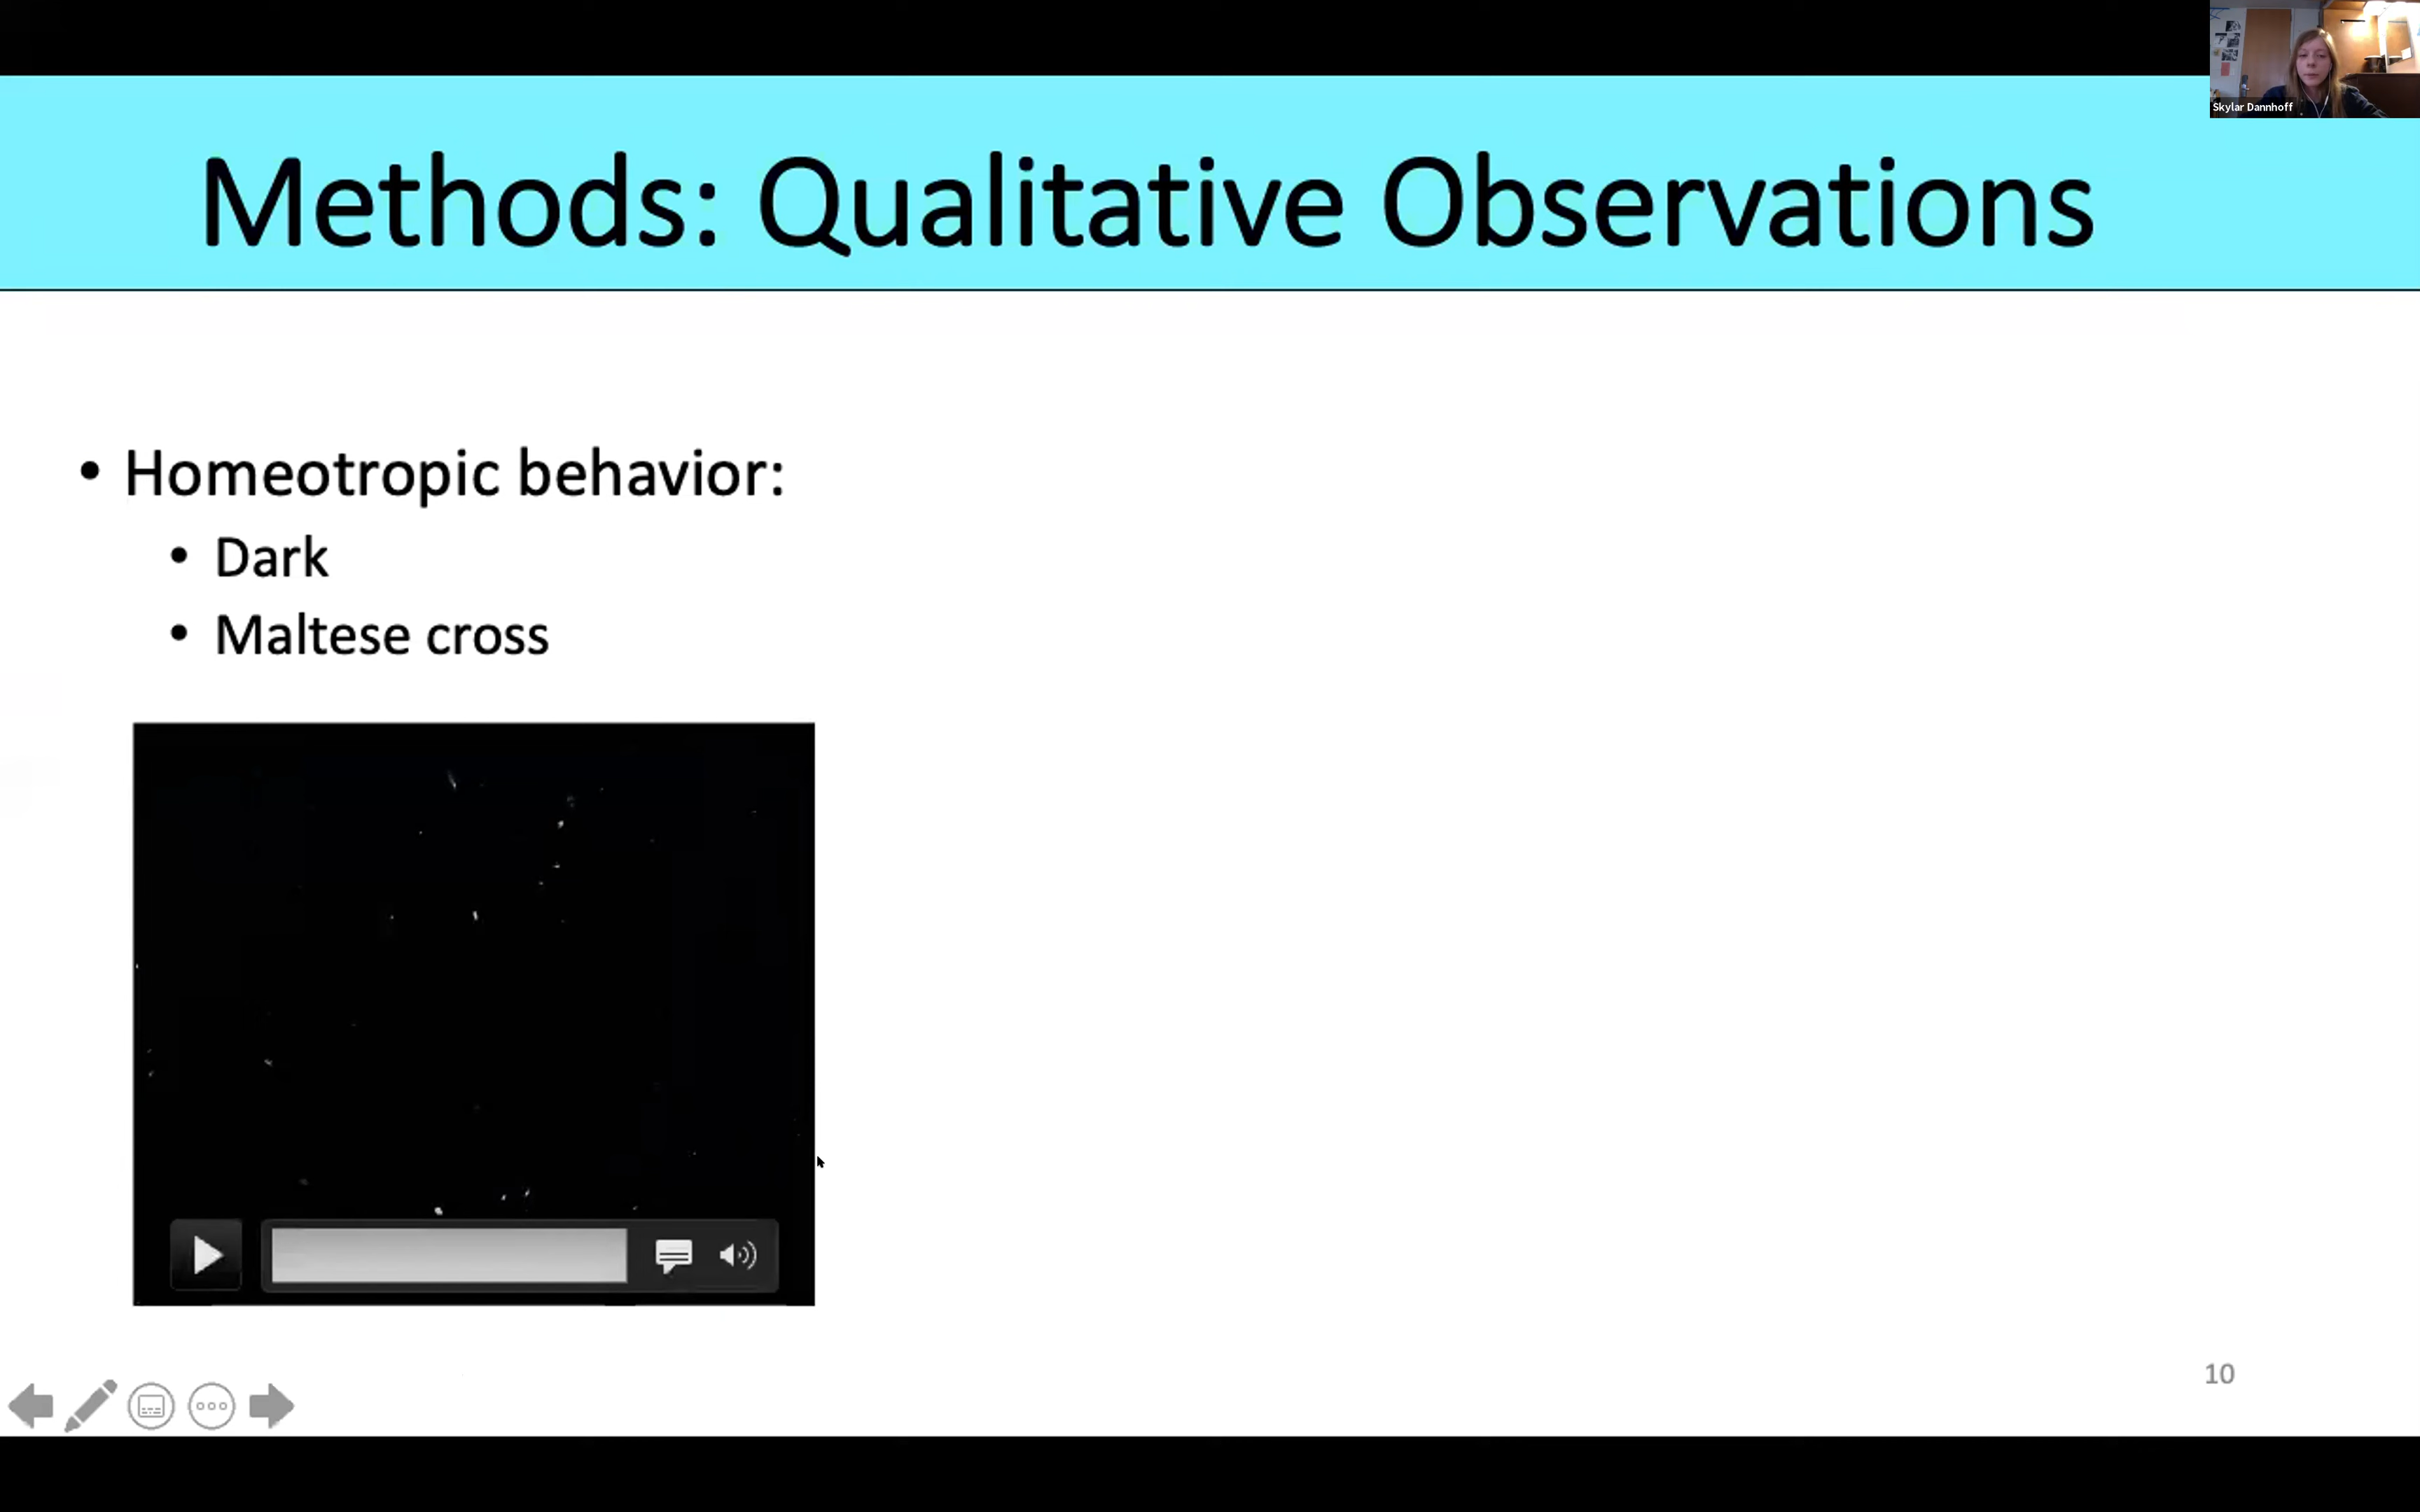 Skylar Dannhoff
Methods: Qualitative Observations
• Homeotropic behavior:
• Dark
• Maltese cross
10